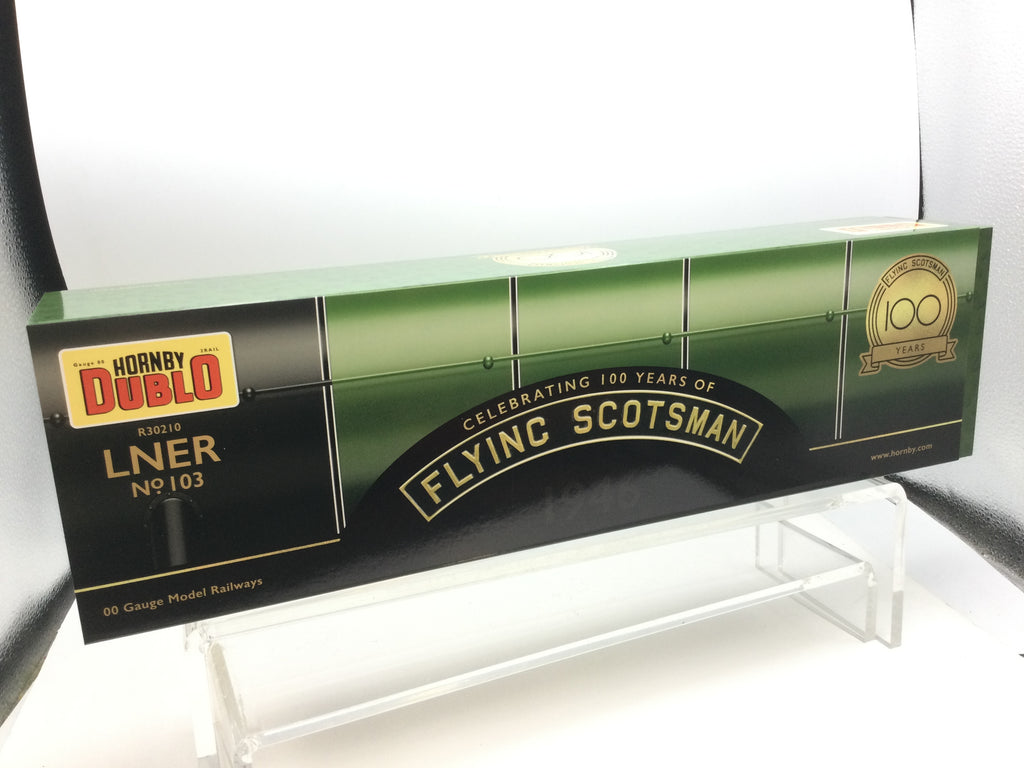 Gauge 00
2RAIL
HORNBY
DUBLO
R30210
LNER
Nº 103
00 Gauge Model Railways
CELEBRATING 100 YEARS OF
FLYING SCOTSMAN
1946
FLYING SCOTSMAN
100
YEARS
www.hornby.com